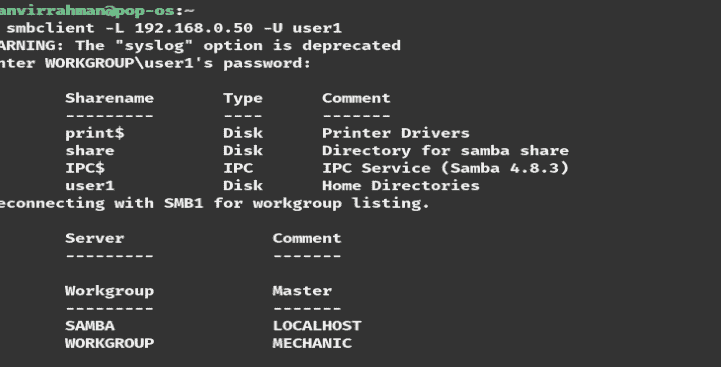 anvirrahman@pop-os:~
smbclient -L 192.168.0.50 -U user1
ARNING: The "syslog" option is deprecated
nter WORKGROUP\user1's password:
Sharename Type Comment
--------- ---- -------
print$ Disk Printer Drivers
share Disk Directory for samba share
IPC$ IPC IPC Service (Samba 4.8.3)
user1 Disk Home Directories
econnecting with SMB1 for workgroup listing.
Server Comment
--------- -------
Workgroup Master
--------- -------
SAMBA LOCALHOST
WORKGROUP MECHANIC